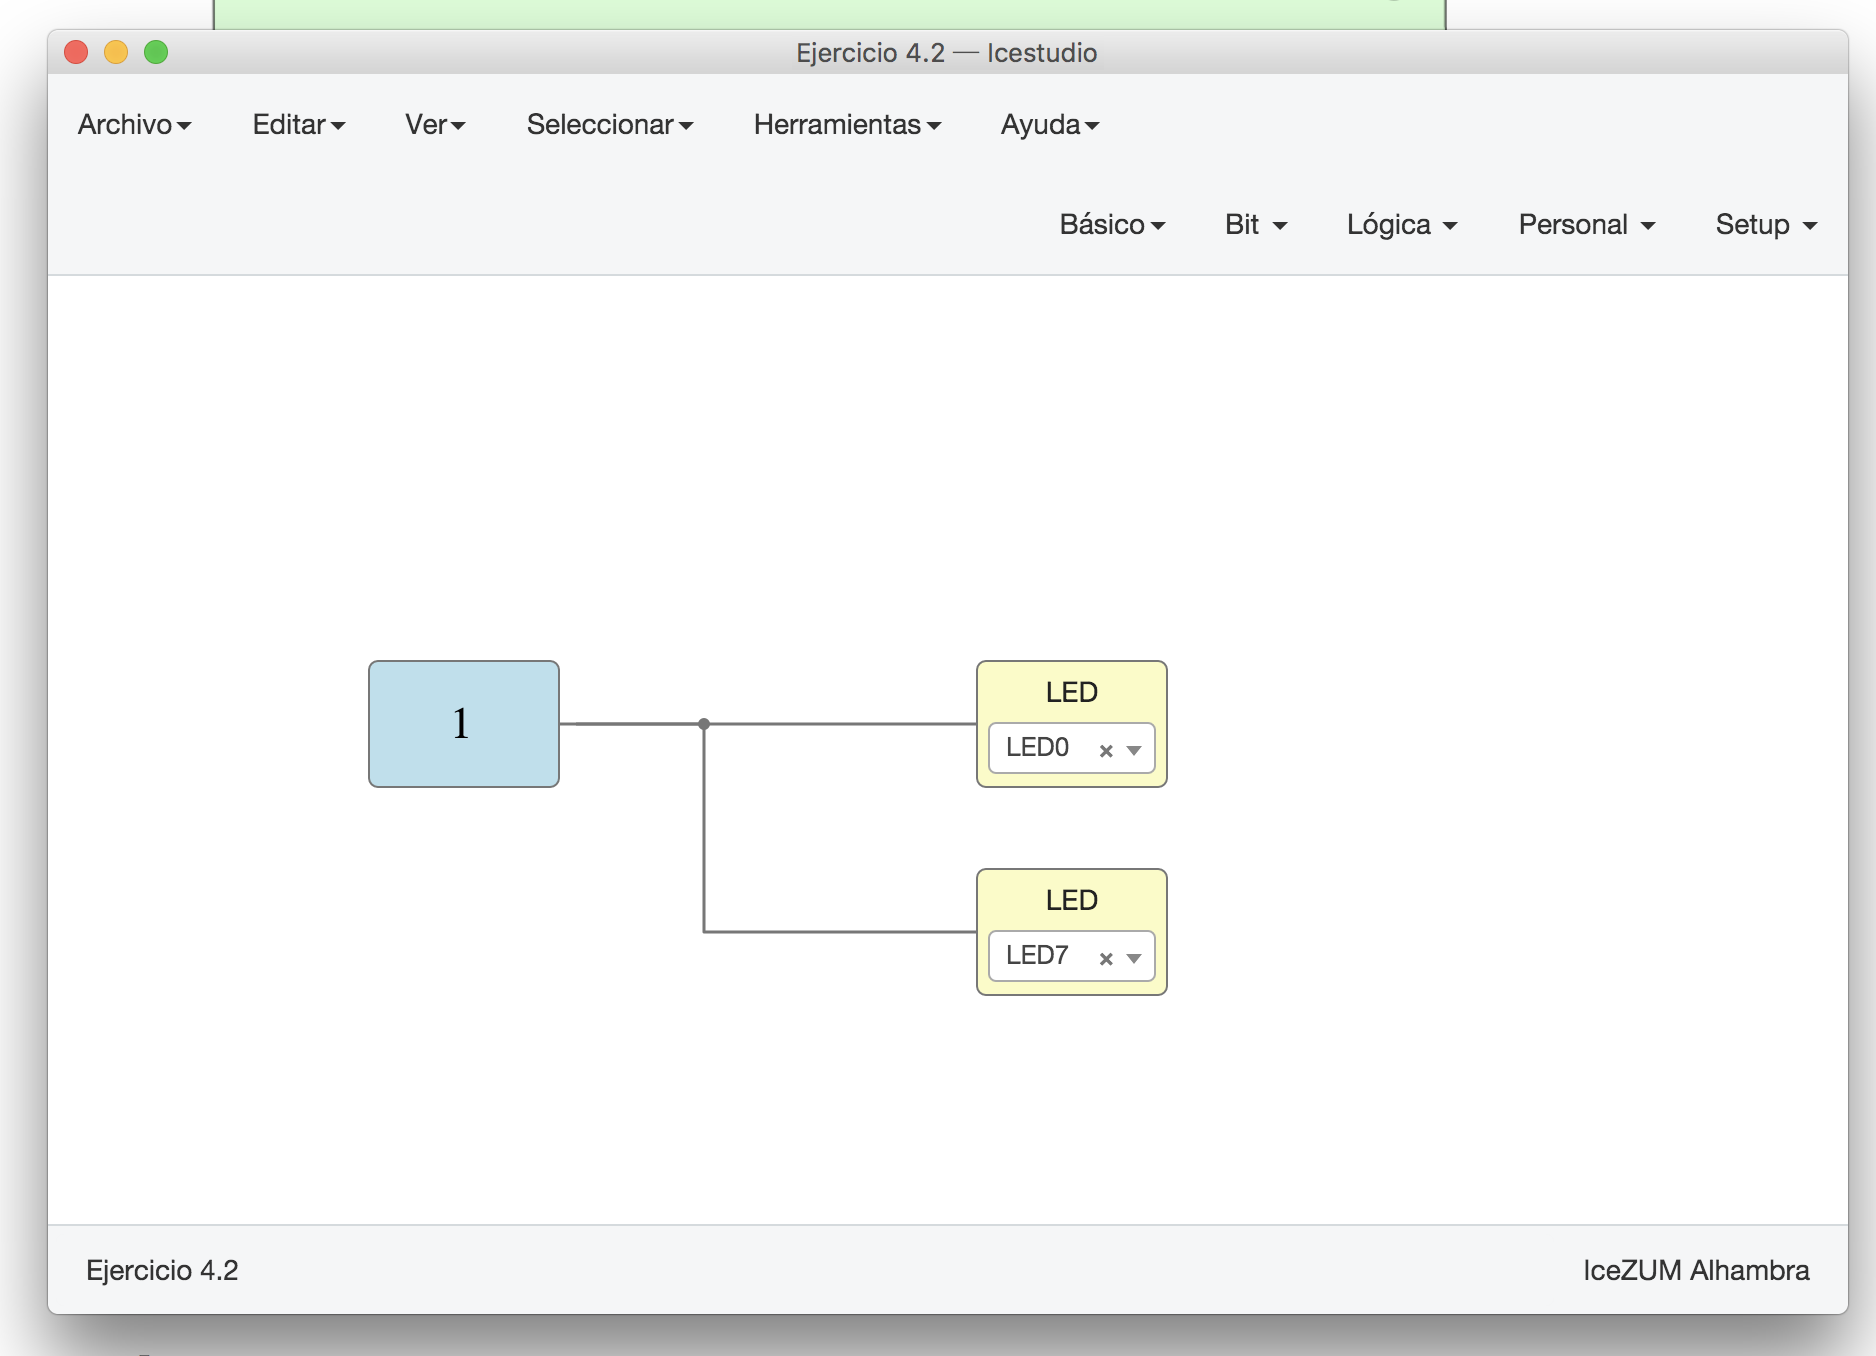 Ejercicio 4.2 — Icestudio
Archivo Editar Ver Seleccionar Herramientas Ayuda
Básico Bit Lógica Personal Setup
1
LED
LED0
LED
LED7
Ejercicio 4.2
IceZUM Alhambra